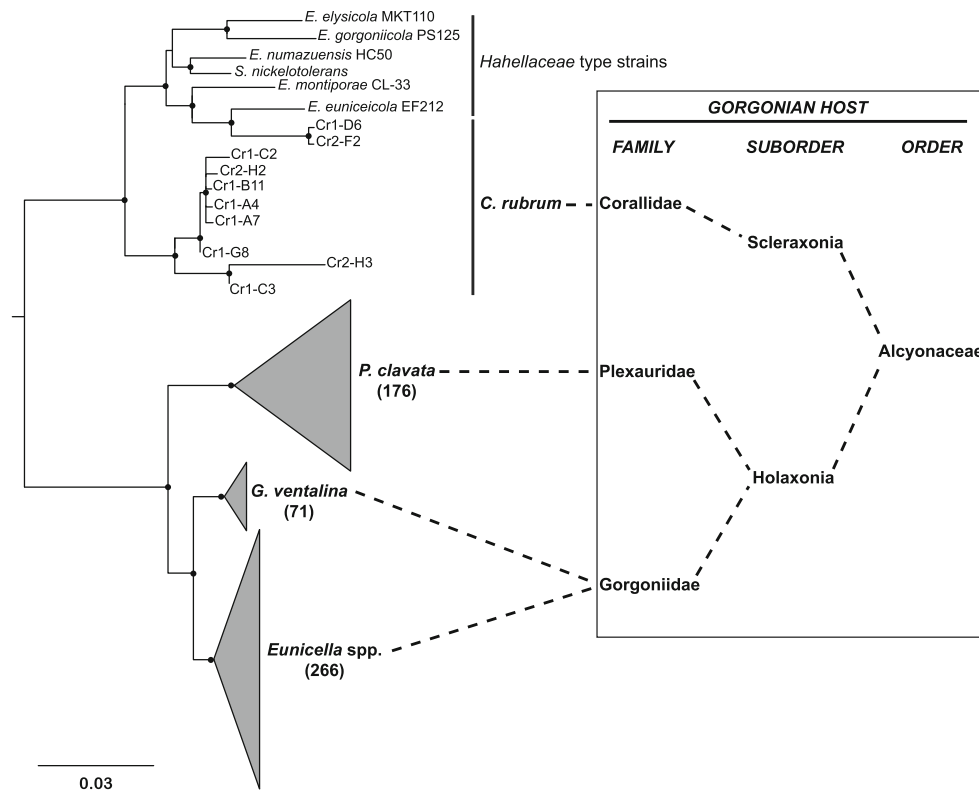 E. elysicola MKT110
E. gorgoniicola PS125
E. numazuensis HC50
S. nickelotolerans
E. montiporae CL-33
E. euniceicola EF212
Cr1-D6
Cr2-F2
Cr1-C2
Cr2-H2
Cr1-B11
Cr1-A4
Cr1-A7
Cr1-G8
Cr2-H3
Cr1-C3
Hahellaceae type strains
C. rubrum
P. clavata
(176)
G. ventalina
(71)
Eunicella spp.
(266)
0.03
GORGONIAN HOST
FAMILY SUBORDER ORDER
Corallidae
Scleraxonia
Alcyonaceae
Plexauridae
Holaxonia
Gorgoniidae